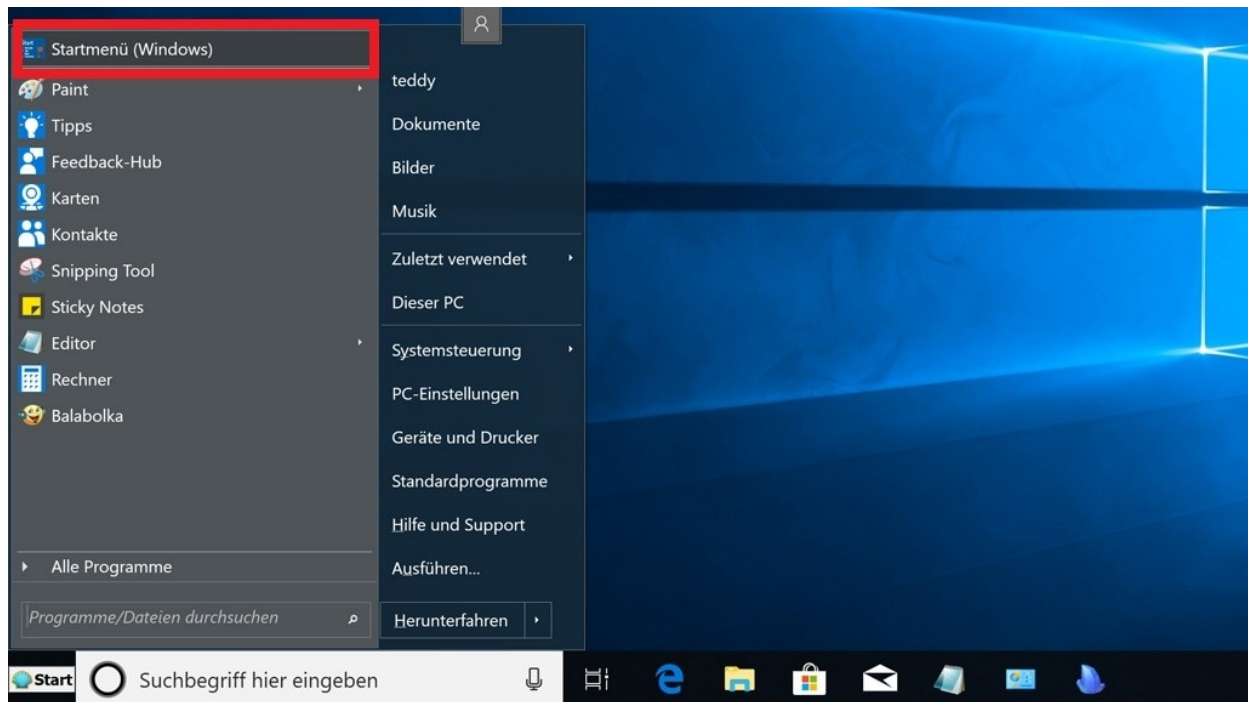 Startmenü (Windows)
Paint
Tipps
Feedback-Hub
Karten
Kontakte
Snipping Tool
Sticky Notes
Editor
Rechner
Balabolka
Alle Programme
Programme/Dateien durchsuchen
teddy
Dokumente
Bilder
Musik
Zuletzt verwendet
Dieser PC
Systemsteuerung
PC-Einstellungen
Geräte und Drucker
Standardprogramme
Hilfe und Support
Ausführen...
Herunterfahren
Start
Suchbegriff hier eingeben